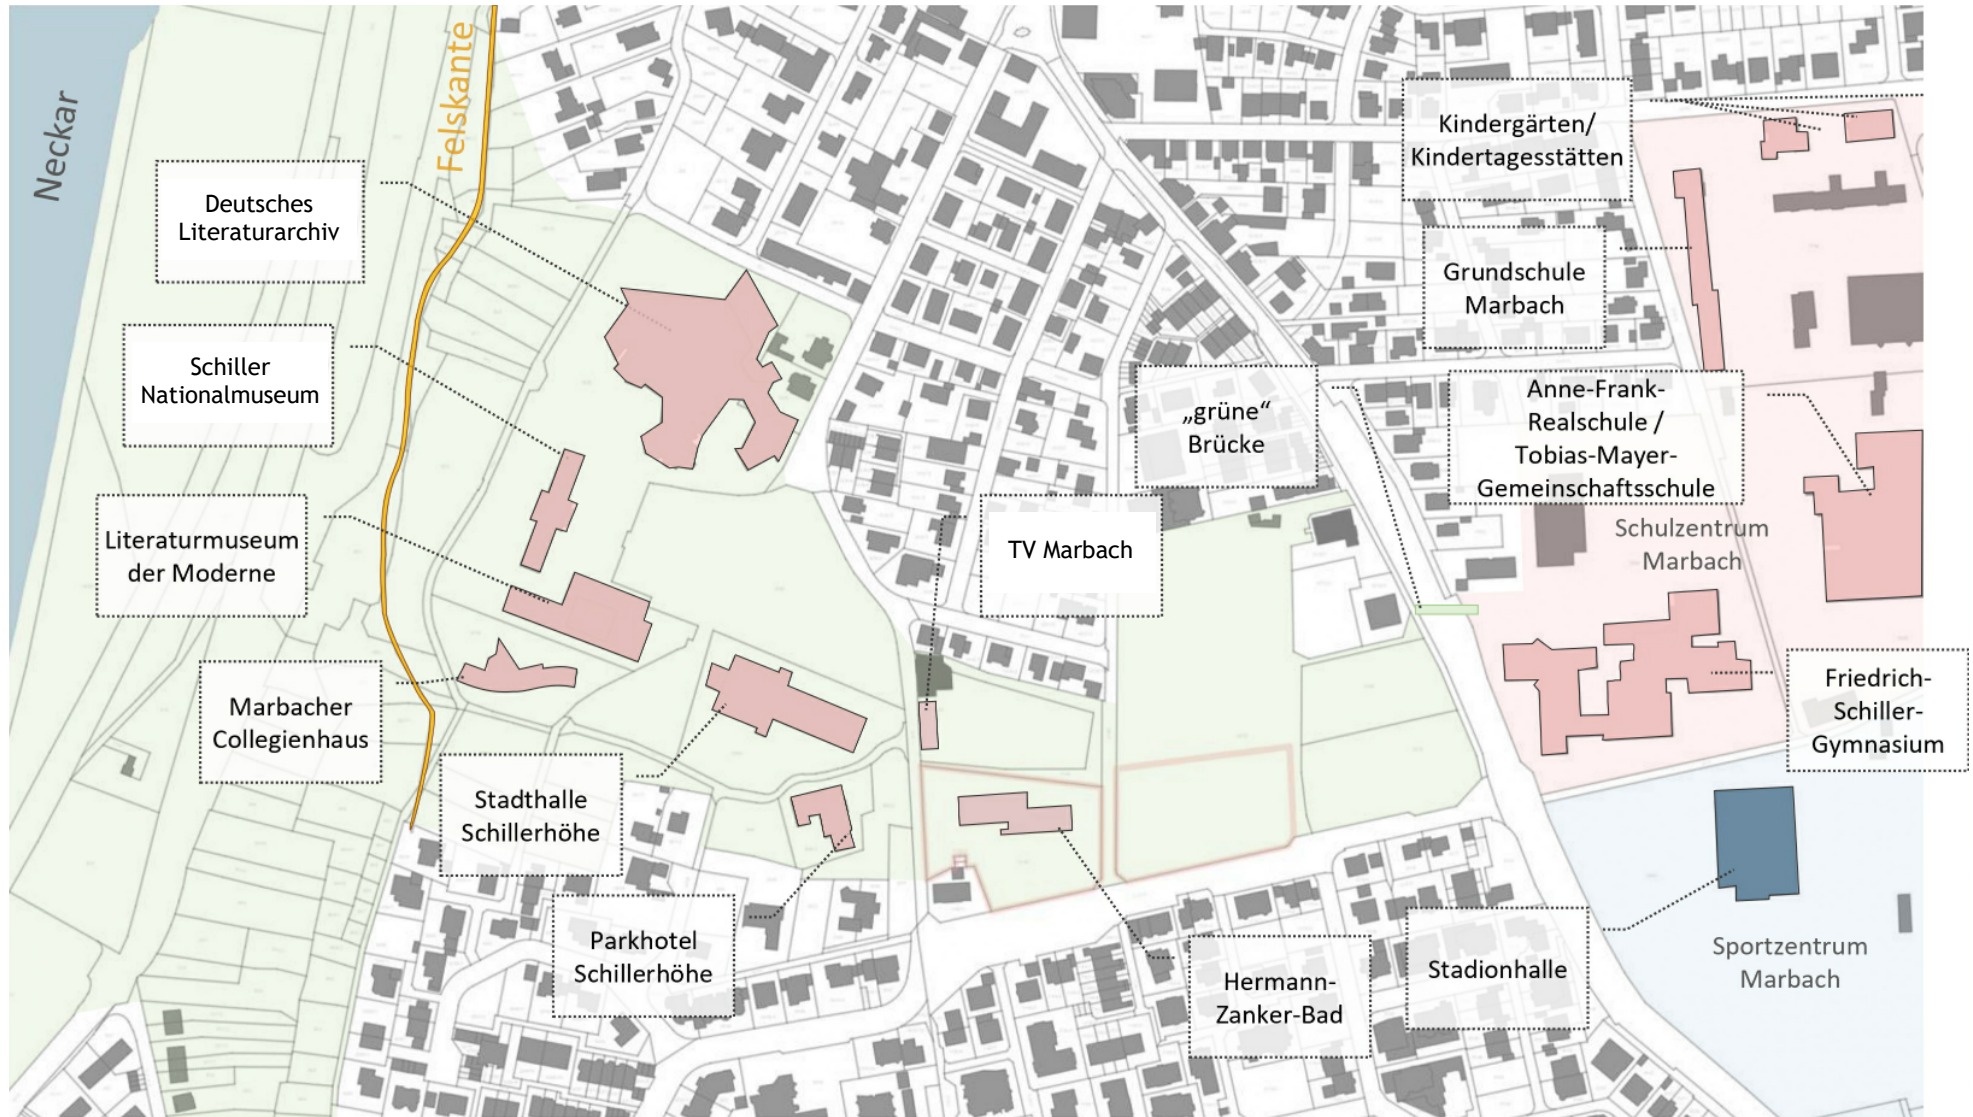 Neckar
Felskante
Deutsches
Literaturarchiv
Schiller
Nationalmuseum
Literaturmuseum
der Moderne
Marbacher
Collegienhaus
Stadthalle
Schillerhöhe
Parkhotel
Schillerhöhe
TV Marbach
„grüne“
Brücke
Hermann-
Zanker-Bad
Kindergärten/
Kindertagesstätten
Grundschule
Marbach
Anne-Frank-
Realschule /
Tobias-Mayer-
Gemeinschaftsschule
Schulzentrum
Marbach
Friedrich-
Schiller-
Gymnasium
Stadionhalle
Sportzentrum
Marbach